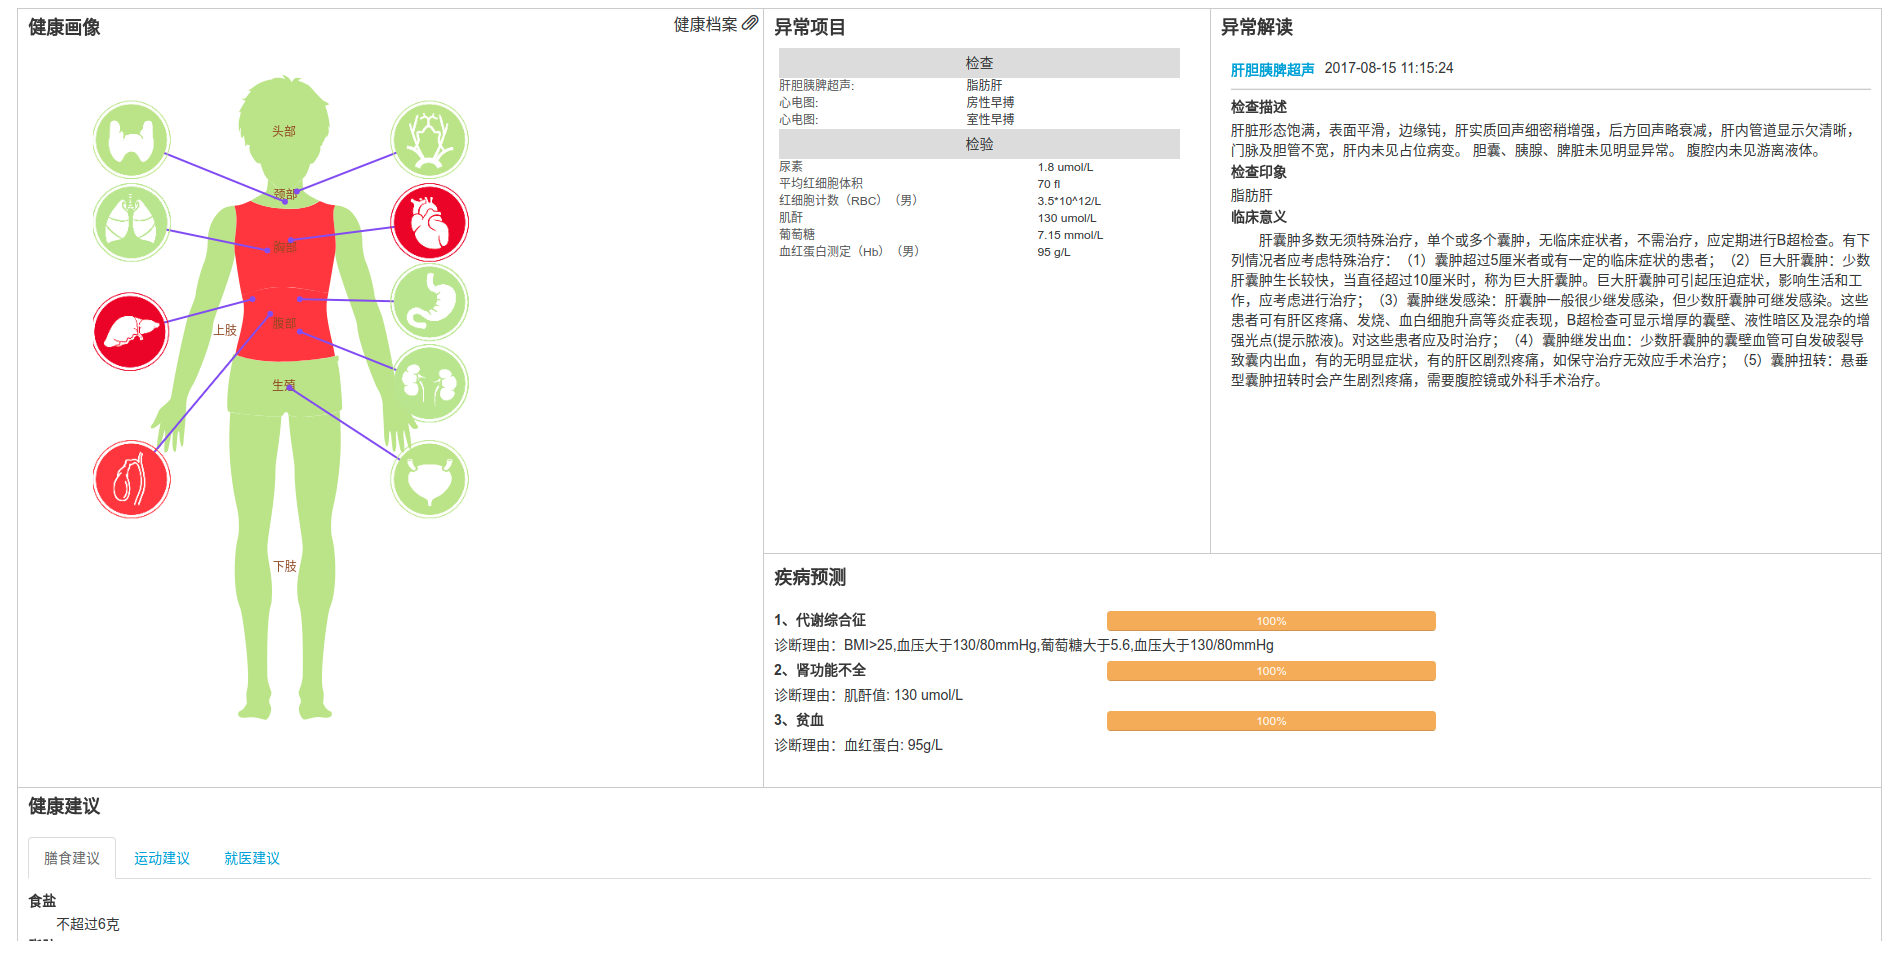 健康画像
健康档案
头部
颈部
胸部
上肢
腹部
生殖
下肢
异常项目
检查
肝胆胰脾超声: 脂肪肝
心电图: 房性早搏
心电图: 室性早搏
检验
尿素 1.8 umol/L
平均红细胞体积 70 fl
红细胞计数（RBC）（男） 3.5*10^12/L
肌酐 130 umol/L
葡萄糖 7.15 mmol/L
血红蛋白测定（Hb）（男） 95 g/L
异常解读
肝胆胰脾超声 2017-08-15 11:15:24
检查描述
肝脏形态饱满，表面平滑，边缘钝，肝实质回声细密稍增强，后方回声略衰减，肝内管道显示欠清晰，
门脉及胆管不宽，肝内未见占位病变。 胆囊、胰腺、脾脏未见明显异常。 腹腔内未见游离液体。
检查印象
脂肪肝
临床意义
肝囊肿多数无须特殊治疗，单个或多个囊肿，无临床症状者，不需治疗，应定期进行B超检查。有下
列情况者应考虑特殊治疗：（1）囊肿超过5厘米者或有一定的临床症状的患者；（2）巨大肝囊肿：少数
肝囊肿生长较快，当直径超过10厘米时，称为巨大肝囊肿。巨大肝囊肿可引起压迫症状，影响生活和工
作，应考虑进行治疗；（3）囊肿继发感染：肝囊肿一般很少继发感染，但少数肝囊肿可继发感染。这些
患者可有肝区疼痛、发烧、血白细胞升高等炎症表现，B超检查可显示增厚的囊壁、液性暗区及混杂的增
强光点(提示脓液)。对这些患者应及时治疗；（4）囊肿继发出血：少数肝囊肿的囊壁血管可自发破裂导
致囊内出血，有的无明显症状，有的肝区剧烈疼痛，如保守治疗无效应手术治疗；（5）囊肿扭转：悬垂
型囊肿扭转时会产生剧烈疼痛，需要腹腔镜或外科手术治疗。
疾病预测
1、代谢综合征 100%
诊断理由：BMI>25,血压大于130/80mmHg,葡萄糖大于5.6,血压大于130/80mmHg
2、肾功能不全 100%
诊断理由：肌酐值: 130 umol/L
3、贫血 100%
诊断理由：血红蛋白: 95g/L
健康建议
膳食建议 运动建议 就医建议
食盐
不超过6克